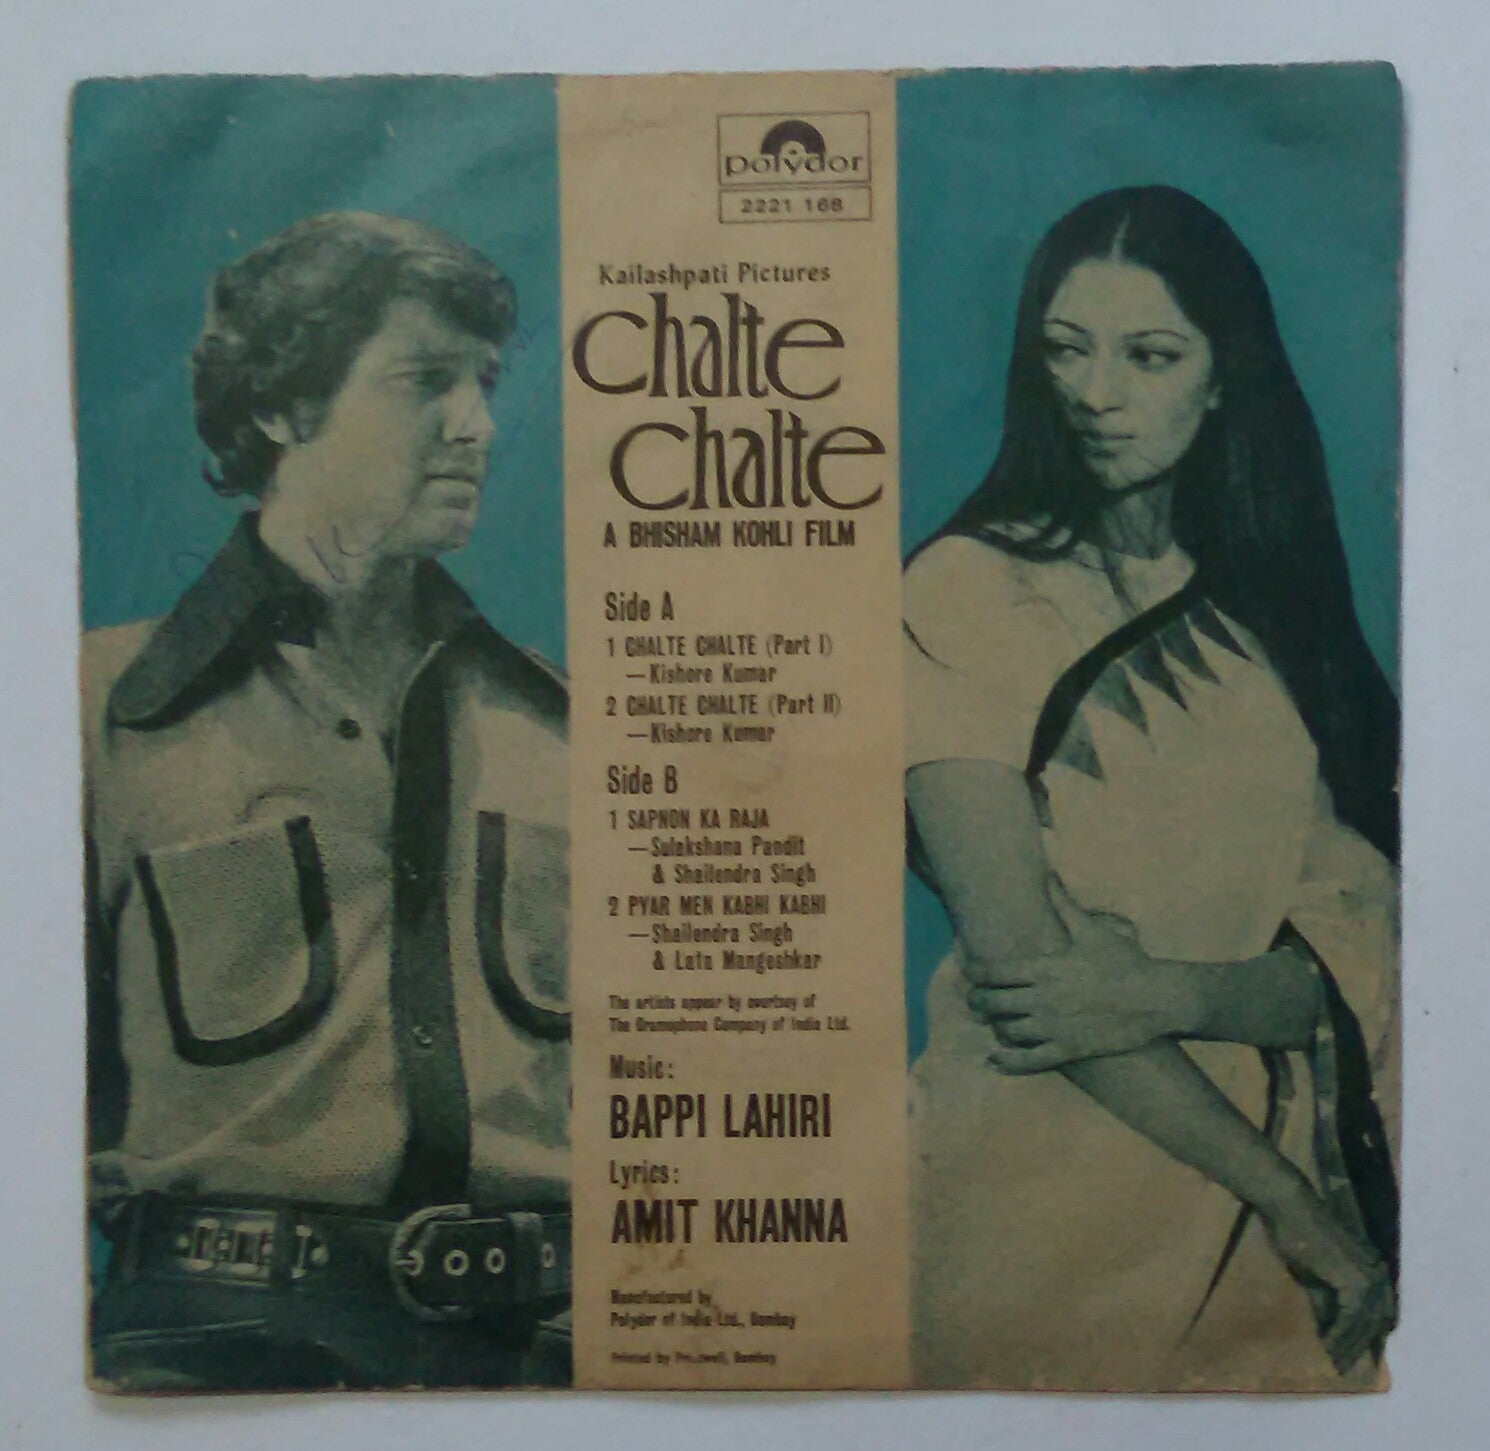 polydor
2221 168
Kailashpati Pictures
Chalte
Chalte
A BHISHAM KOHLI FILM
Side A
1 CHALTE CHALTE (Part I)
—Kishore Kumar
2 CHALTE CHALTE (Part II)
—Kishore Kumar
Side B
1 SAPNON KA RAJA
—Sulakshana Pandit
& Shailendra Singh
2 PYAR MEN KABHI KABHI
—Shailendra Singh
& Lata Mangeshkar
The artists appear by courtesy of
The Gramophone Company of India Ltd.
Music:
BAPPI LAHIRI
Lyrics:
AMIT KHANNA
Manufactured by
Polydor of India Ltd., Bombay
Printed by Bombay